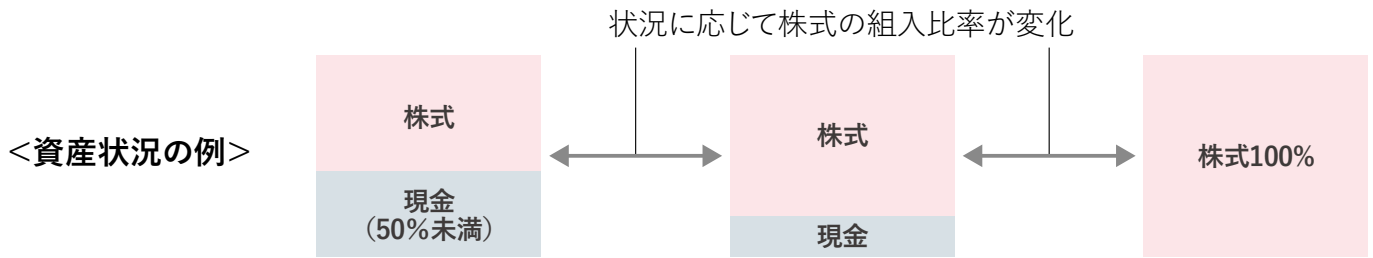 状況に応じて株式の組入比率が変化
<資産状況の例>
株式
現金
（50％未満）
株式
現金
株式100%